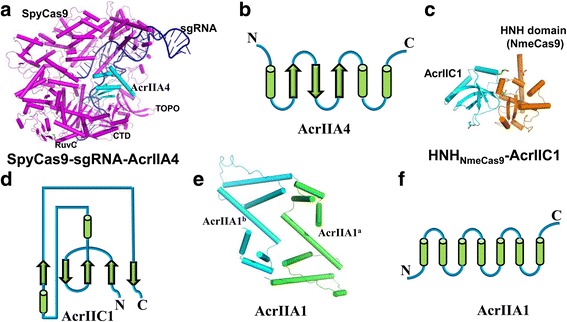 a
SpyCas9
sgRNA
AcrIIA4
TOPO
CTD
RuvC
SpyCas9-sgRNA-AcrIIA4
b
N
C
AcrIIA4
c
HNH domain
(NmeCas9)
AcrIIC1
HNHNmeCas9-AcrIIC1
d
N
C
AcrIIC1
e
AcrIIA1b
AcrIIA1a
AcrIIA1
f
C
N
AcrIIA1